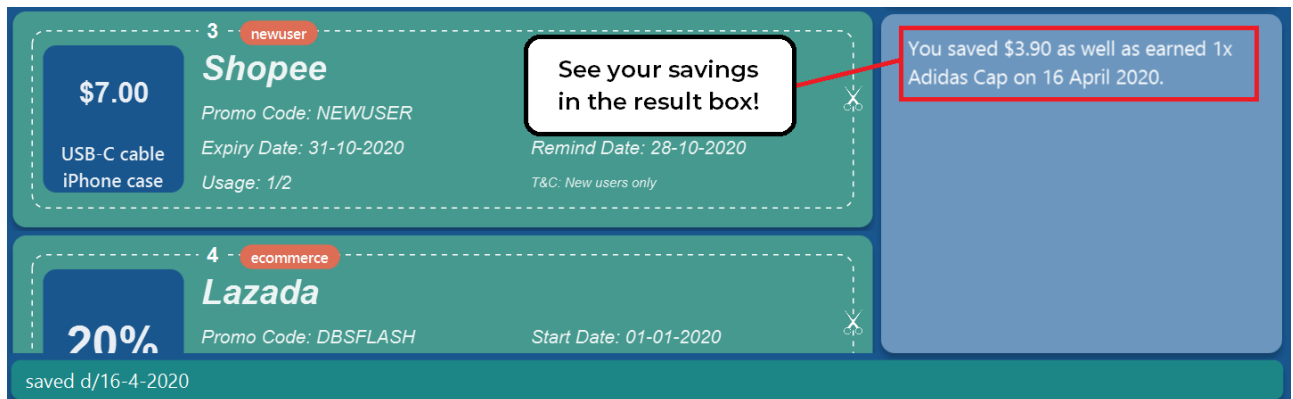 3 newuser
Shopee
$7.00
USB-C cable
iPhone case
Promo Code: NEWUSER
Expiry Date: 31-10-2020
Remind Date: 28-10-2020
Usage: 1/2
T&C: New users only
See your savings
in the result box!
You saved $3.90 as well as earned 1x
Adidas Cap on 16 April 2020.
4 ecommerce
Lazada
20%
Promo Code: DBSFLASH
Start Date: 01-01-2020
saved d/16-4-2020